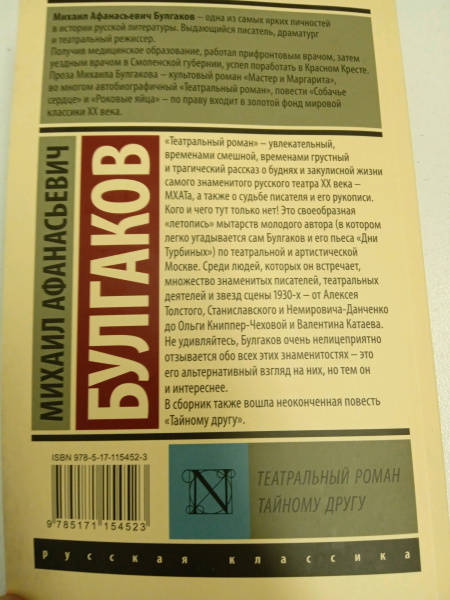 Михаил Афанасьевич Булгаков – одна из самых ярких личностей
в истории русской литературы. Выдающийся писатель, драматург
и театральный режиссер.
Получив медицинское образование, работал прифронтовым врачом, затем
уездным врачом в Смоленской губернии, успел поработать в Красном Кресте.
Проза Михаила Булгакова – культовый роман «Мастер и Маргарита»,
во многом автобиографичный «Театральный роман», повести «Собачье
сердце» и «Роковые яйца» – по праву входит в золотой фонд мировой
классики XX века.
МИХАИЛ АФАНАСЬЕВИЧ
БУЛГАКОВ
«Театральный роман» – увлекательный,
временами смешной, временами грустный
и трагический рассказ о буднях и закулисной жизни
самого знаменитого русского театра XX века –
МХАТа, а также о судьбе писателя и его рукописи.
Кого и чего тут только нет! Это своеобразная
«летопись» мытарств молодого автора (в котором
легко угадывается сам Булгаков и его пьеса «Дни
Турбиных») по театральной и артистической
Москве. Среди людей, которых он встречает,
множество знаменитых писателей, театральных
деятелей и звезд сцены 1930-х – от Алексея
Толстого, Станиславского и Немировича-Данченко
до Ольги Книппер-Чеховой и Валентина Катаева.
Не удивляйтесь, Булгаков очень нелицеприятно
отзывается обо всех этих знаменитостях – это
его альтернативный взгляд на них, но тем он
и интереснее.
В сборник также вошла неоконченная повесть
«Тайному другу».
ISBN 978-5-17-115452-3
9 785171 154523
N
ТЕАТРАЛЬНЫЙ РОМАН
ТАЙНОМУ ДРУГУ
русская классика